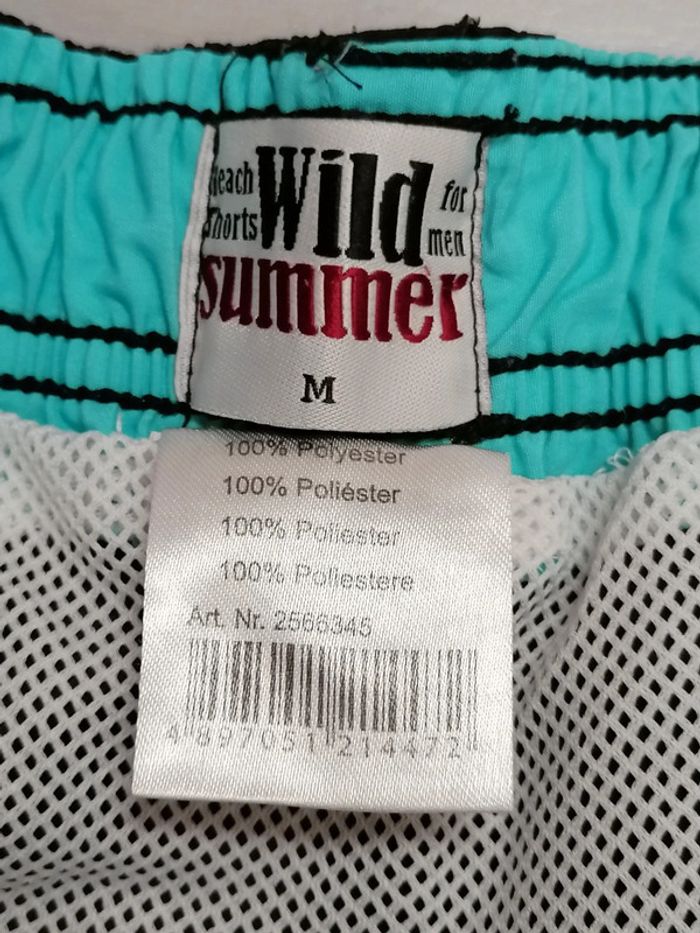 Beach Wild for
Shorts men
summer
M
100% Polyester
100% Poliéster
100% Poliester
100% Poliestere
Art. Nr. 2566345
4 897051 214472